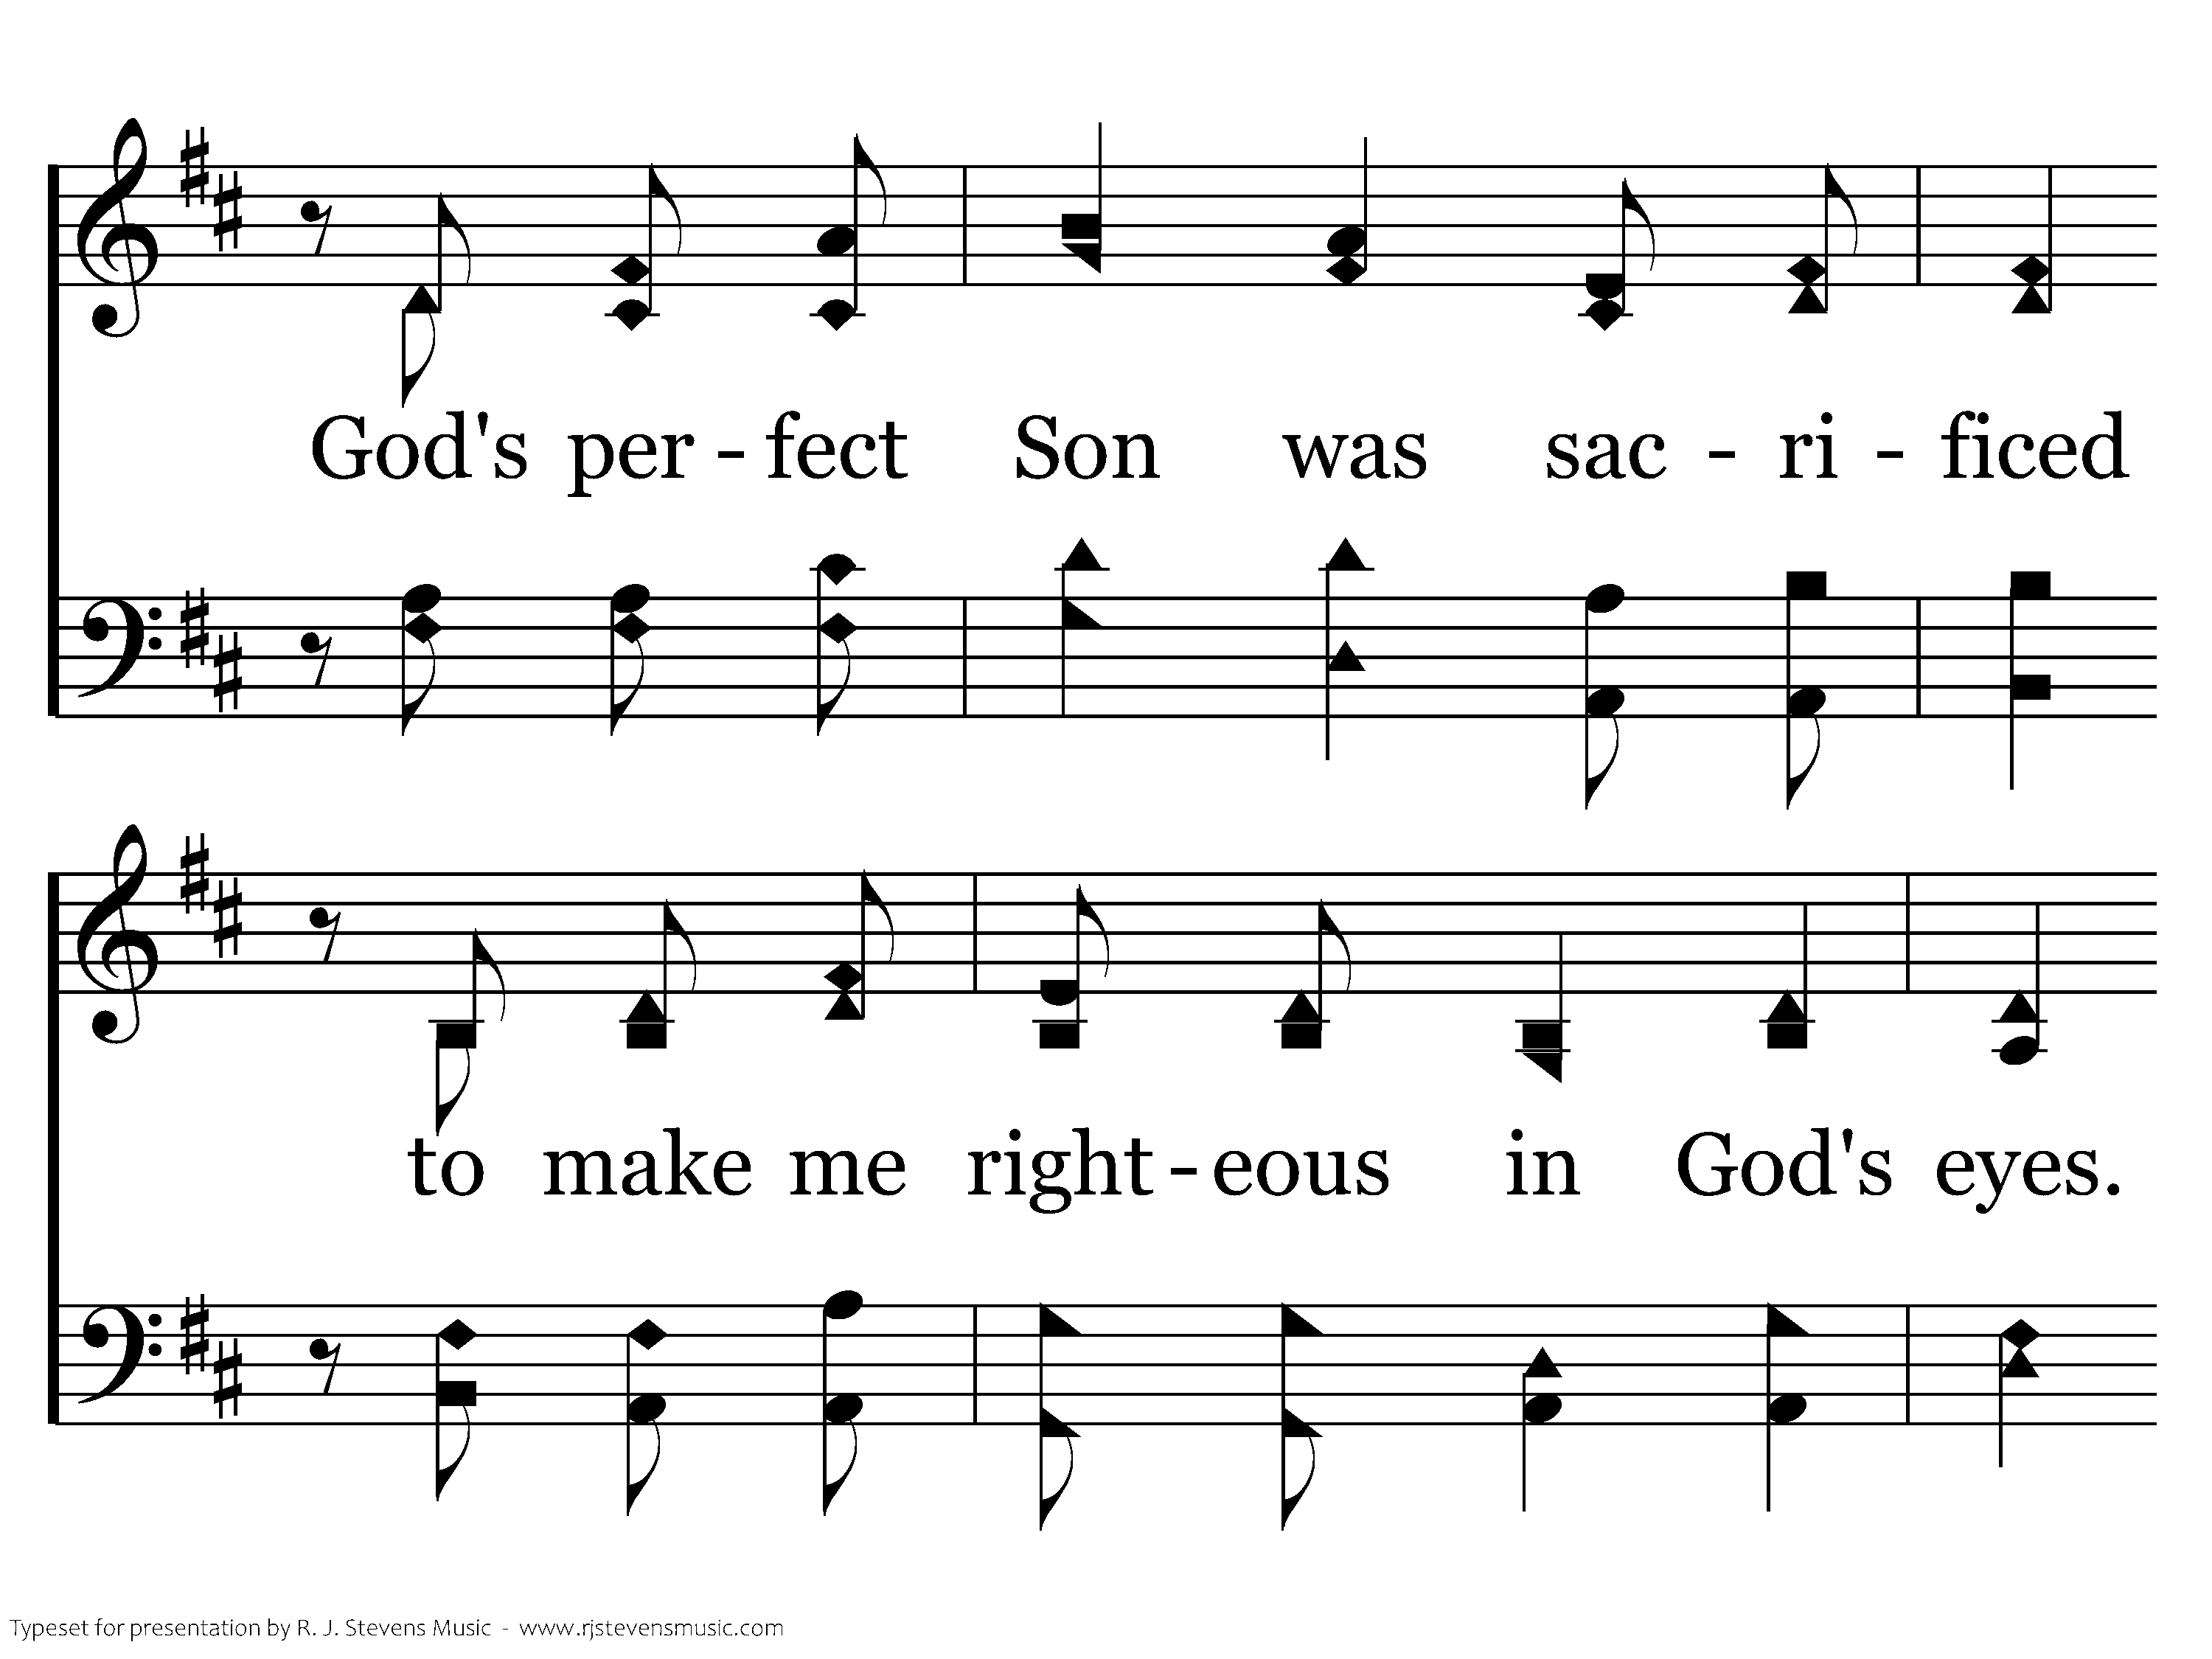 God's per - fect Son was sac - ri - ficed
to make me right - eous in God's eyes.
Typeset for presentation by R. J. Stevens Music - www.rjstevensmusic.com